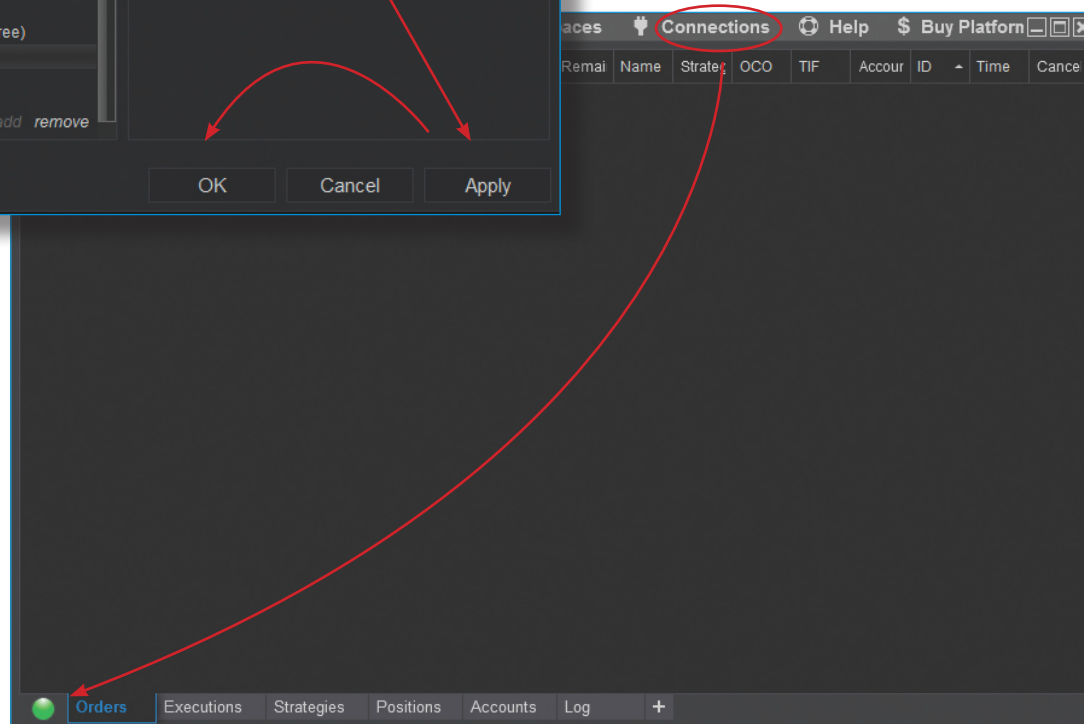 ree)
add remove
OK Cancel Apply
aces Connections Help $ Buy Platforn
Remai Name Strateg OCO TIF Accour ID Time Cance
Orders Executions Strategies Positions Accounts Log +